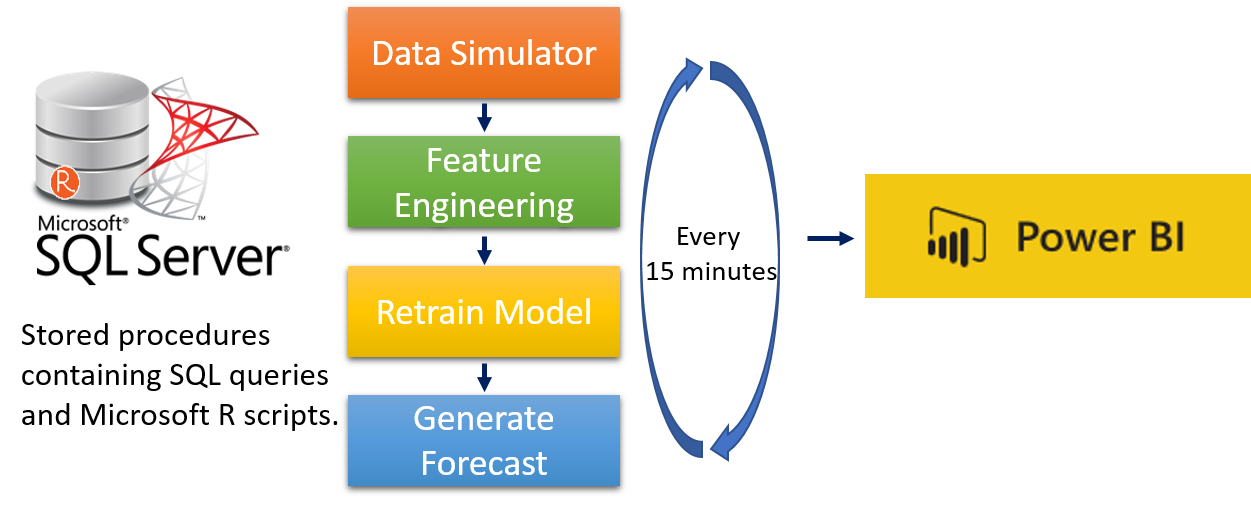 R
Microsoft®
SQL Server®
™
Stored procedures
containing SQL queries
and Microsoft R scripts.
Data Simulator
Feature
Engineering
Retrain Model
Generate
Forecast
Every
15 minutes
Power BI